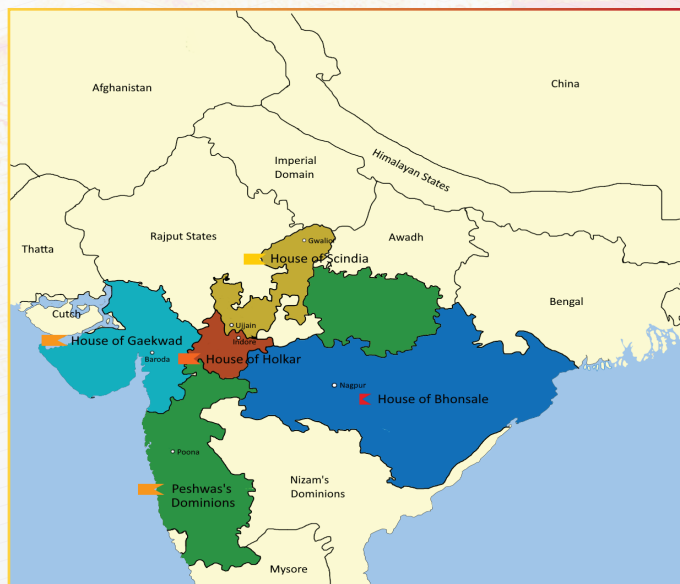 Afghanistan
China
Imperial
Domain
Himalayan States
Thatta
Rajput States
Gwalior
Awadh
House of Scindia
Bengal
Cutch
Ujjain
House of Gaekwad
Indore
Baroda
House of Holkar
Nagpur
House of Bhonsale
Poona
Peshwas's
Dominions
Nizam's
Dominions
Mysore